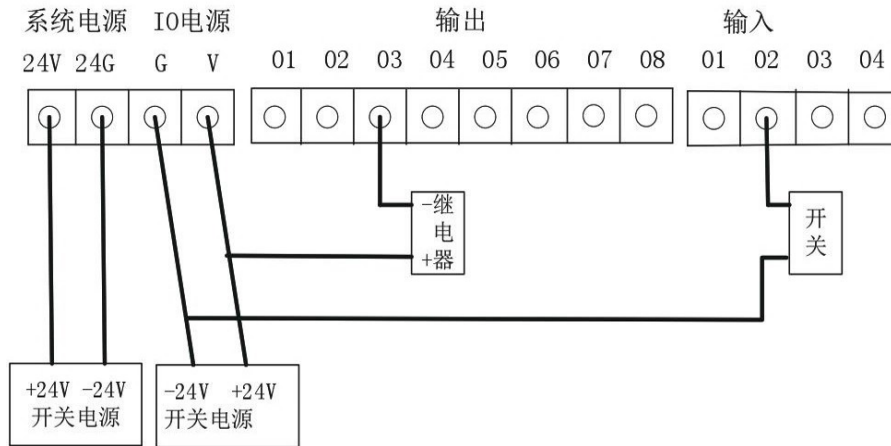 系统电源 IO电源 输出 输入
24V 24G G V 01 02 03 04 05 06 07 08 01 02 03 04
-继
电
+器
开
关
+24V -24V
开关电源
-24V +24V
开关电源